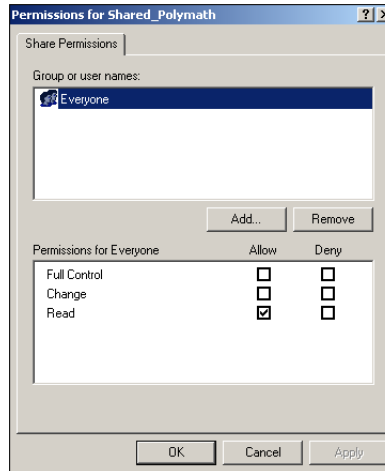 Permissions for Shared_Polymath
Share Permissions
Group or user names:
Everyone
Add... Remove
Permissions for Everyone Allow Deny
Full Control
Change
Read
OK Cancel Apply